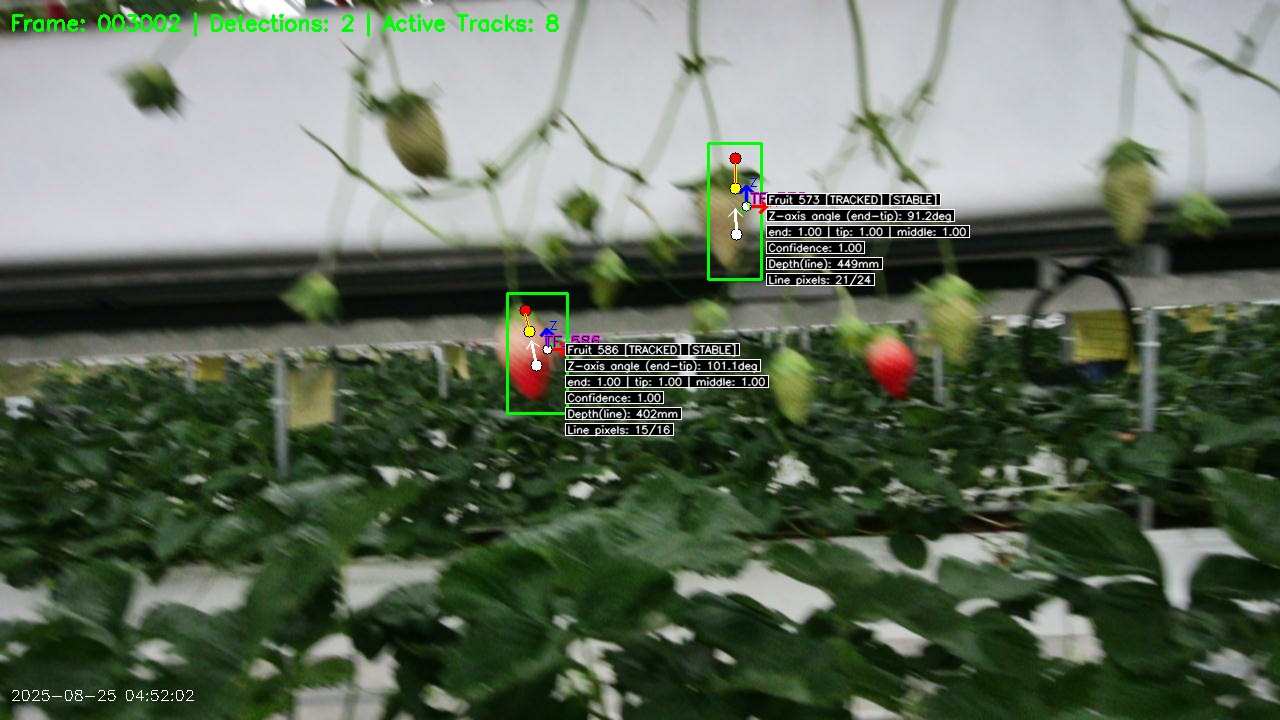 Frame: 003002 | Detections: 2 | Active Tracks: 8
Z
Fruit 573 [TRACKED] [STABLE]
Z-axis angle (end-tip): 91.2deg
end: 1.00 | tip: 1.00 | middle: 1.00
Confidence: 1.00
Depth(line): 449mm
Line pixels: 21/24
Z
TF_586
Fruit 586 [TRACKED] [STABLE]
Z-axis angle (end-tip): 101.1deg
end: 1.00 | tip: 1.00 | middle: 1.00
Confidence: 1.00
Depth(line): 402mm
Line pixels: 15/16
2025-08-25 04:52:02